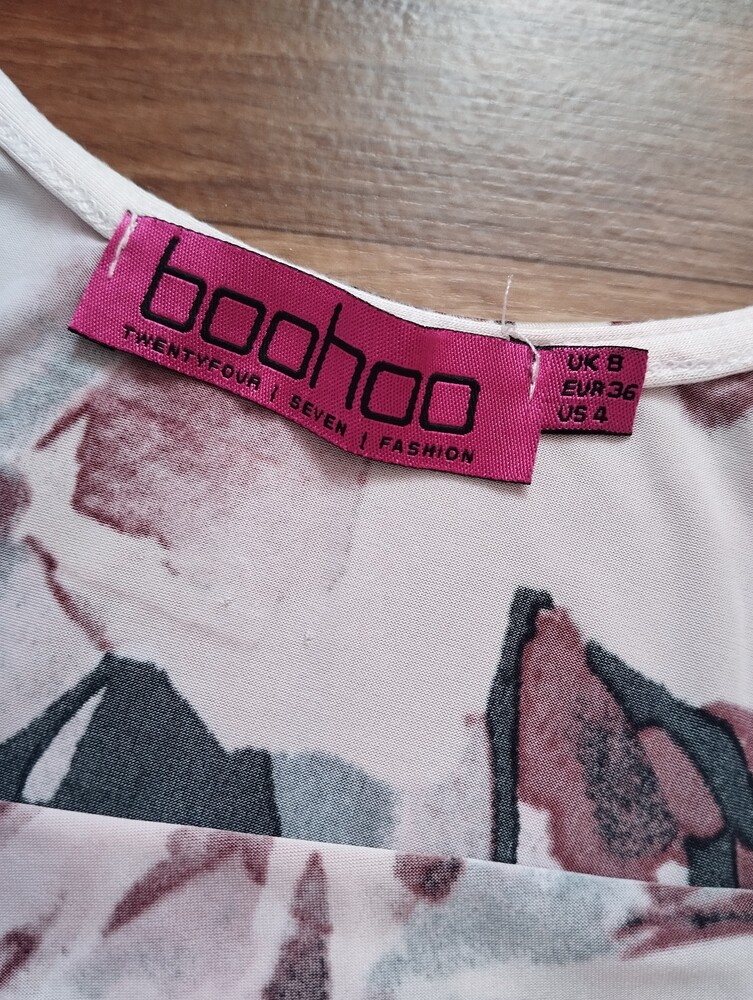 boohoo
TWENTYFOUR | SEVEN | FASHION
UK 8
EUR 36
US 4